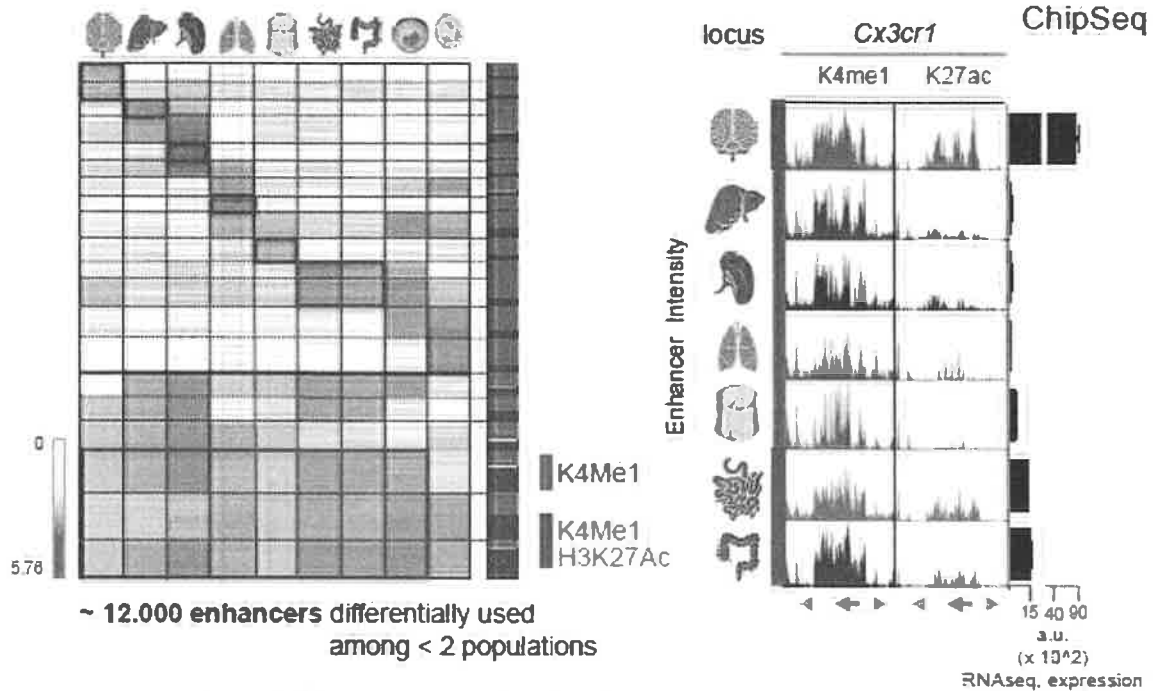 ChipSeq
locus
Cx3cr1
K4me1
K27ac
Enhancer Intensity
0
5.78
K4Me1
K4Me1
H3K27Ac
~ 12.000 enhancers differentially used
among < 2 populations
15 40 90
a.u.
(x 10^2)
RNAseq, expression